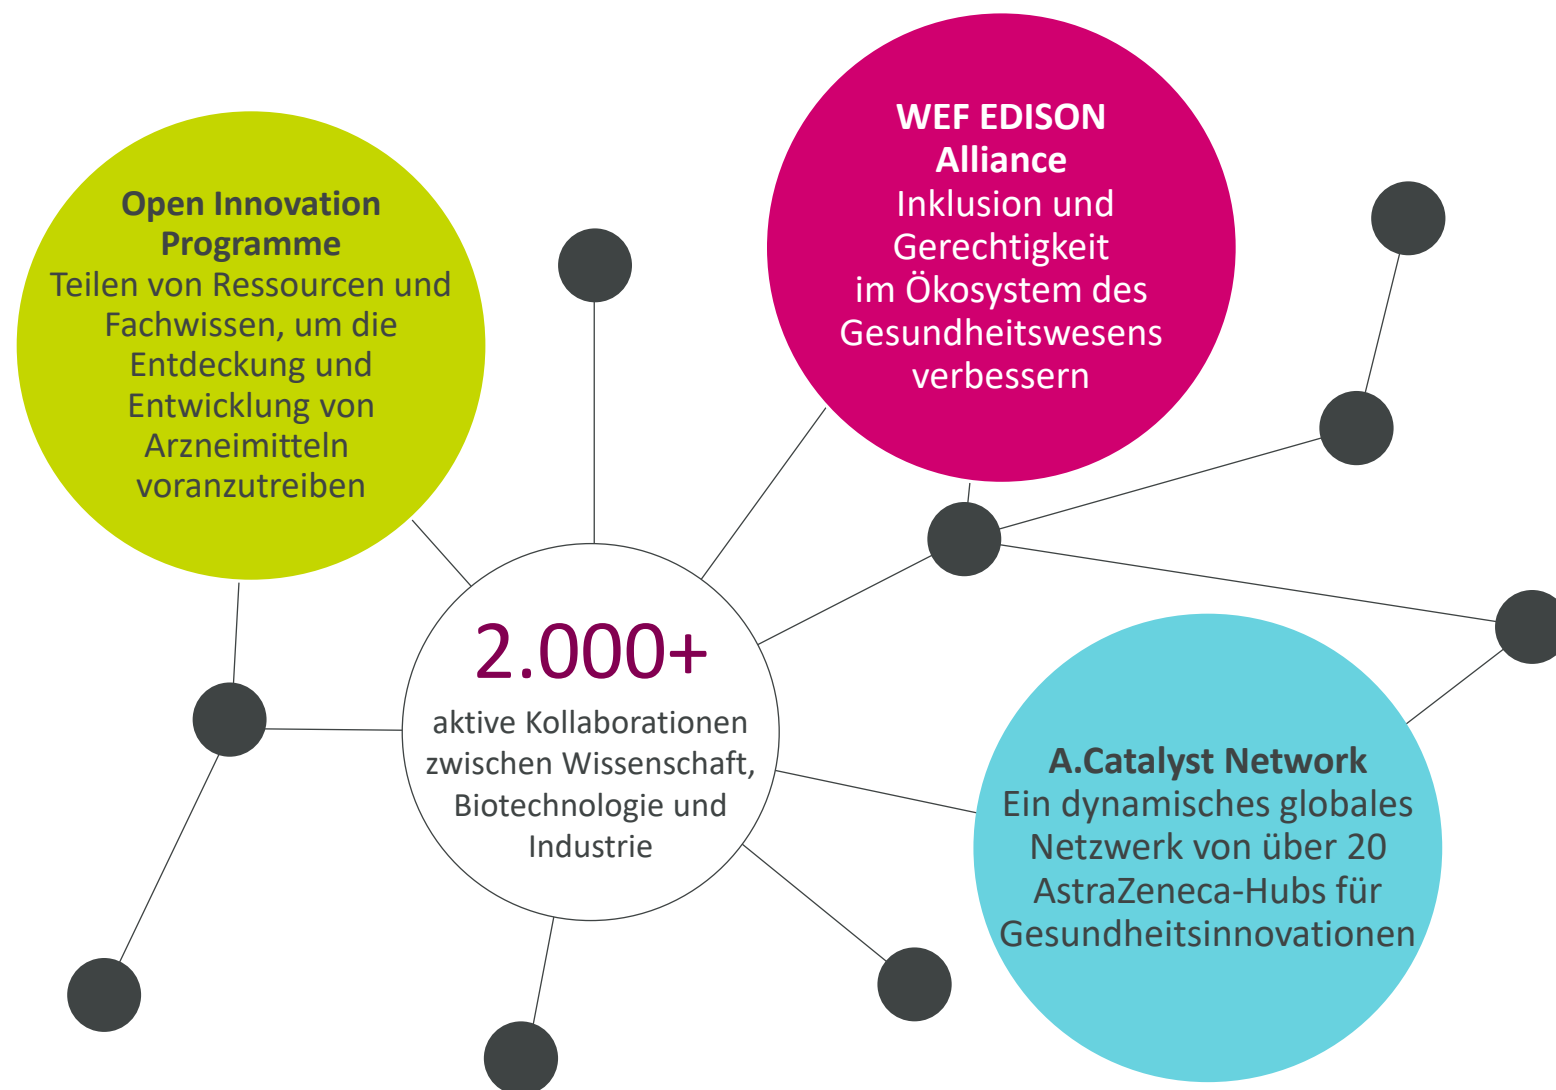 Open Innovation
Programme
Teilen von Ressourcen und
Fachwissen, um die
Entdeckung und
Entwicklung von
Arzneimitteln
voranzutreiben
WEF EDISON
Alliance
Inklusion und
Gerechtigkeit
im Ökosystem des
Gesundheitswesens
verbessern
2.000+
aktive Kollaborationen
zwischen Wissenschaft,
Biotechnologie und
Industrie
A.Catalyst Network
Ein dynamisches globales
Netzwerk von über 20
AstraZeneca-Hubs für
Gesundheitsinnovationen